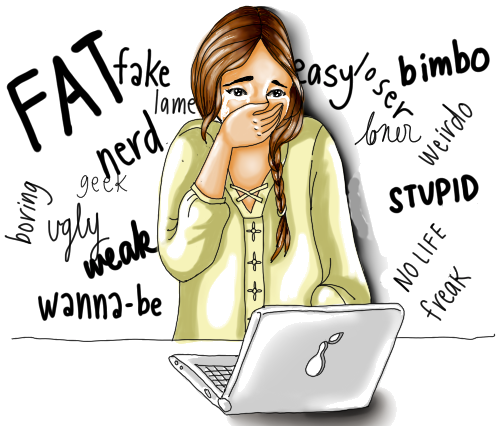 FAT
fake
lame
nerd
geek
boring
ugly
weak
wanna-be
easy
loser
bimbo
loner
weirdo
STUPID
NO LIFE
freak